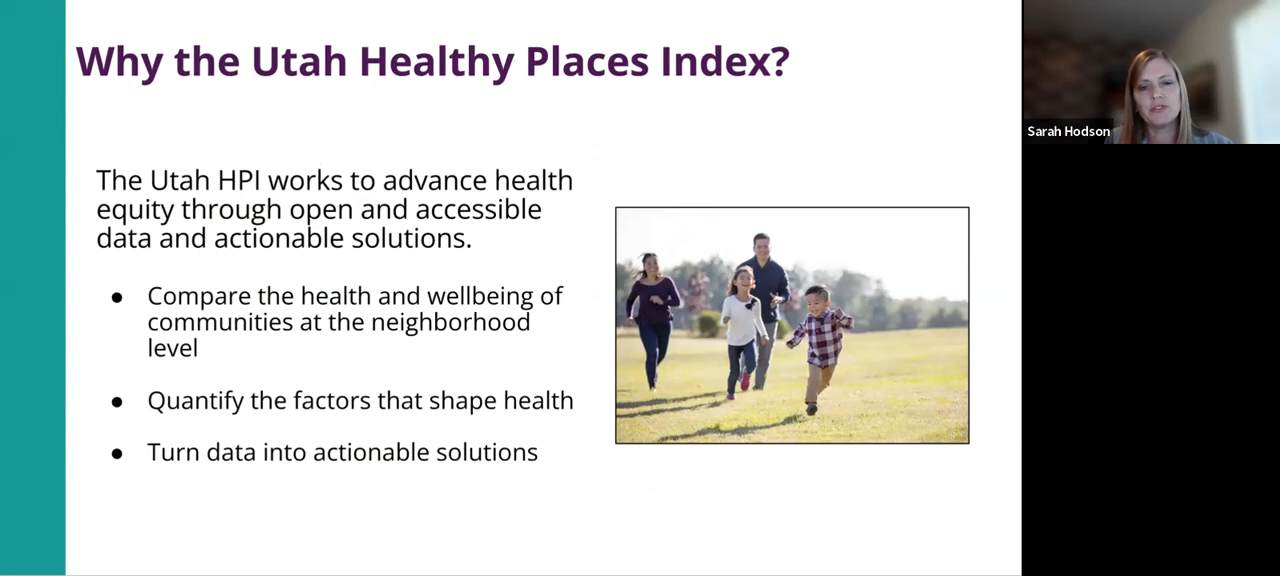 Why the Utah Healthy Places Index?
The Utah HPI works to advance health
equity through open and accessible
data and actionable solutions.
● Compare the health and wellbeing of
communities at the neighborhood
level
● Quantify the factors that shape health
● Turn data into actionable solutions
Sarah Hodson